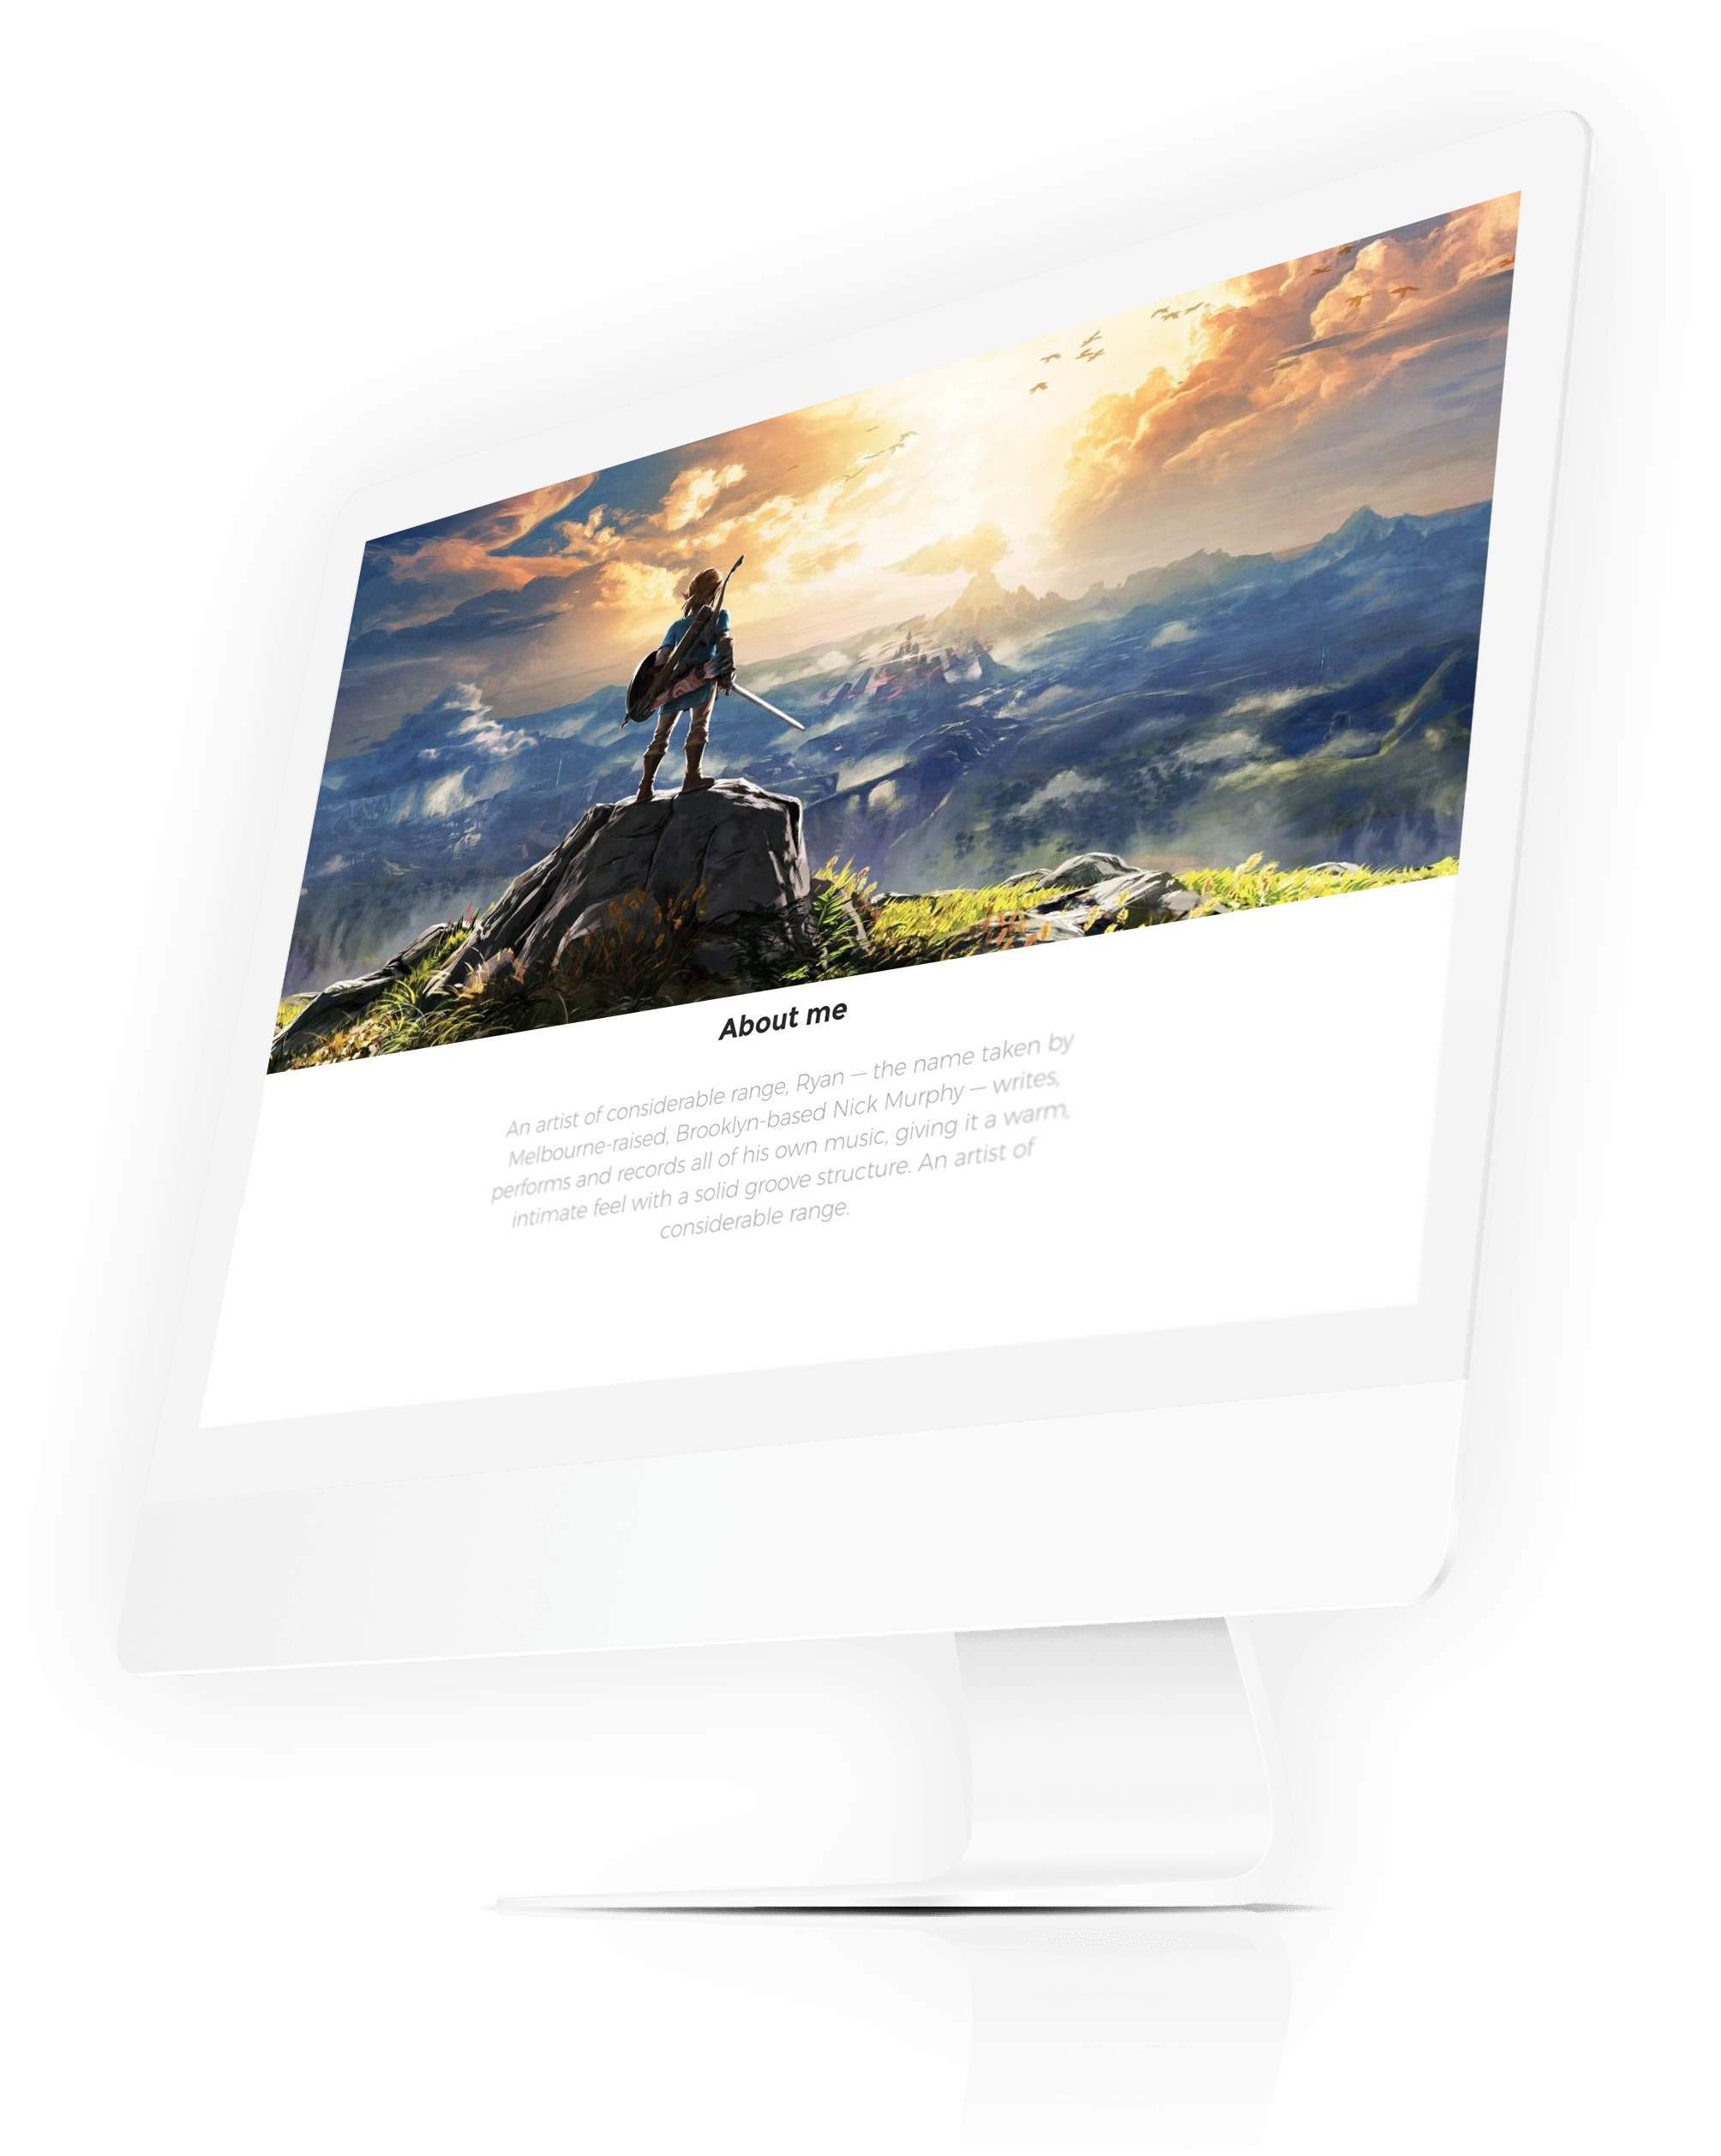 About me
An artist of considerable range, Ryan — the name taken by
Melbourne-raised, Brooklyn-based Nick Murphy — writes,
performs and records all of his own music, giving it a warm,
intimate feel with a solid groove structure. An artist of
considerable range.